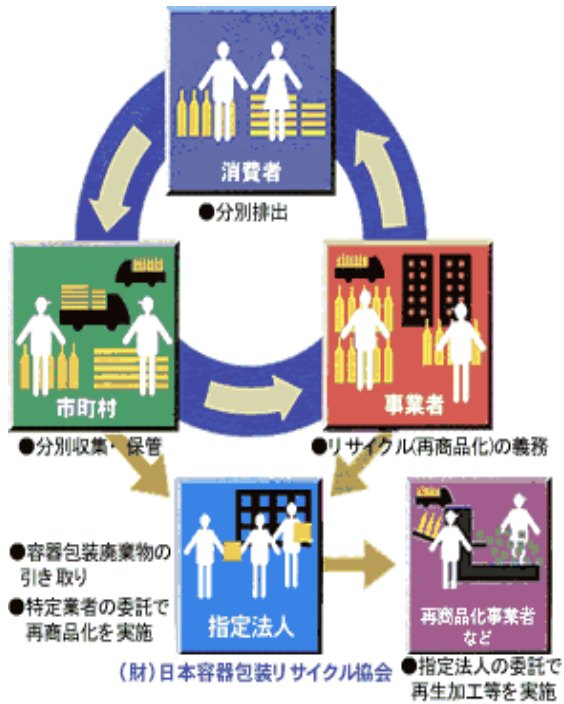 消費者
●分別排出
市町村
●分別収集・保管
事業者
●リサイクル(再商品化)の義務
●容器包装廃棄物の
引き取り
●特定業者の委託で
再商品化を実施
指定法人
(財)日本容器包装リサイクル協会
再商品化事業者
など
●指定法人の委託で
再生加工等を実施